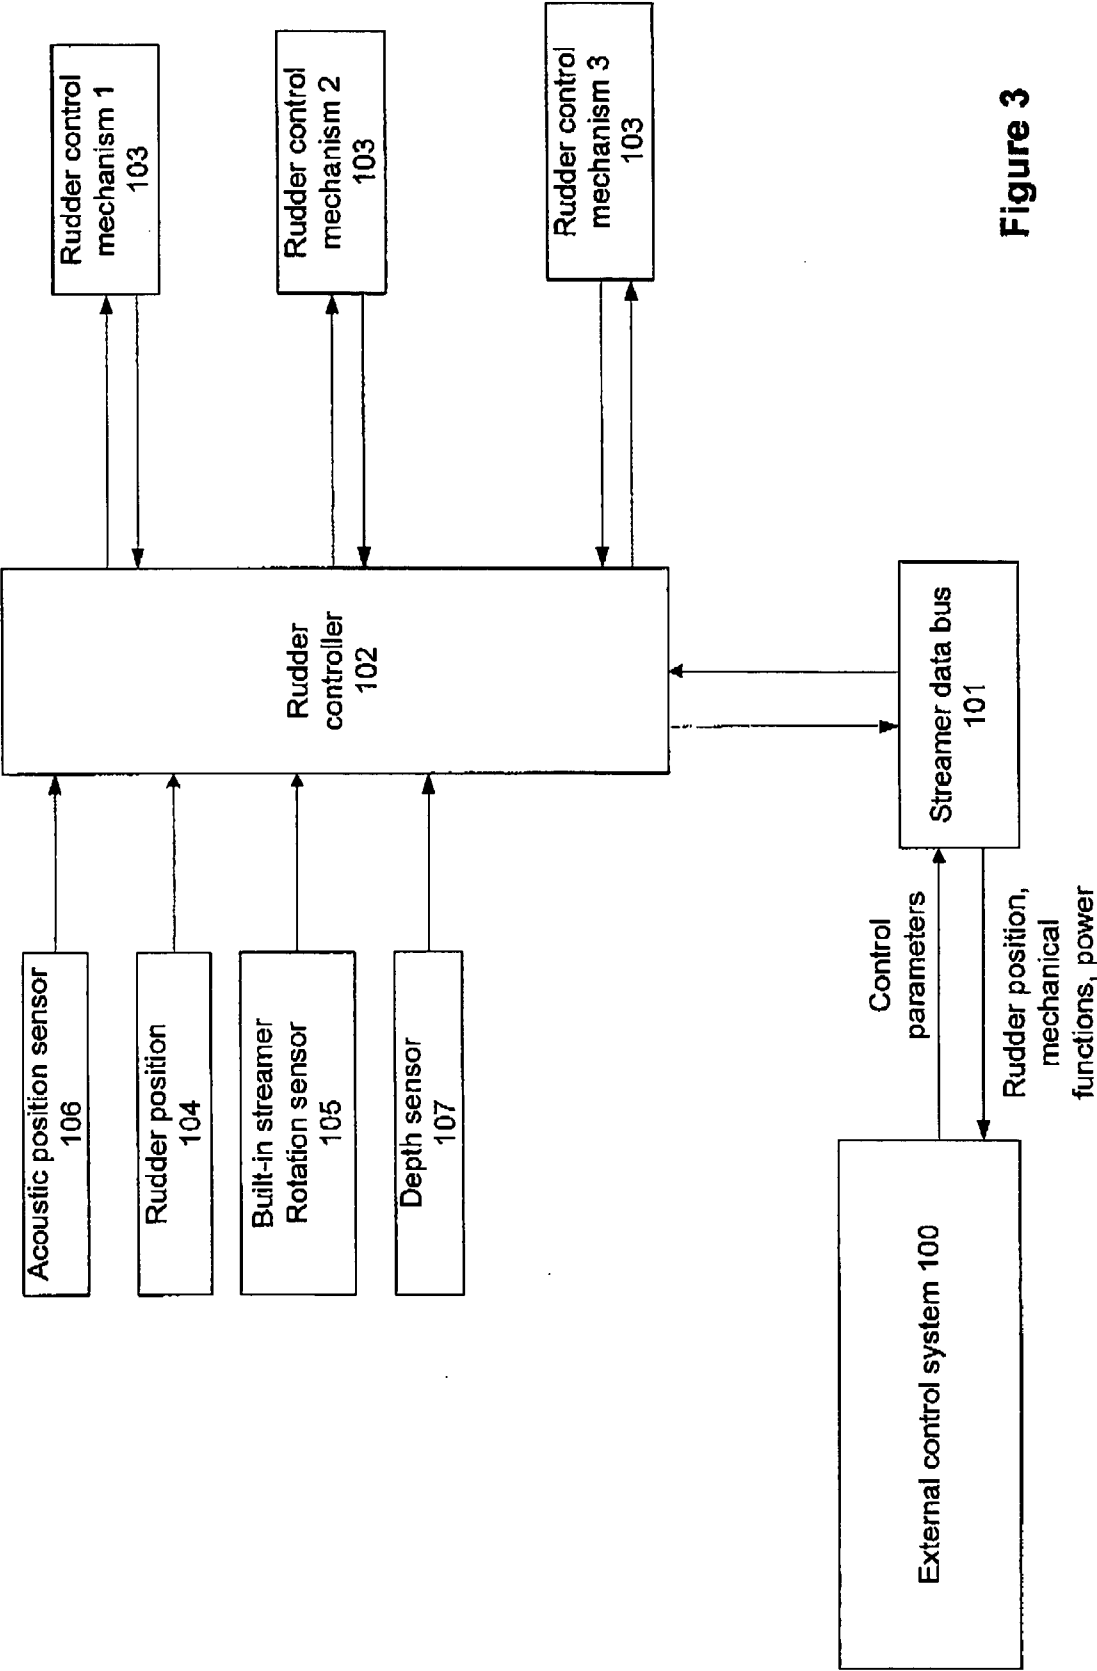 Acoustic position sensor
106
Rudder position
104
Built-in streamer
Rotation sensor
105
Depth sensor
107
Rudder
controller
102
Rudder control
mechanism 1
103
Rudder control
mechanism 2
103
Rudder control
mechanism 3
103
External control system 100
Control
parameters
Rudder position,
mechanical
functions, power
Streamer data bus
101
Figure 3